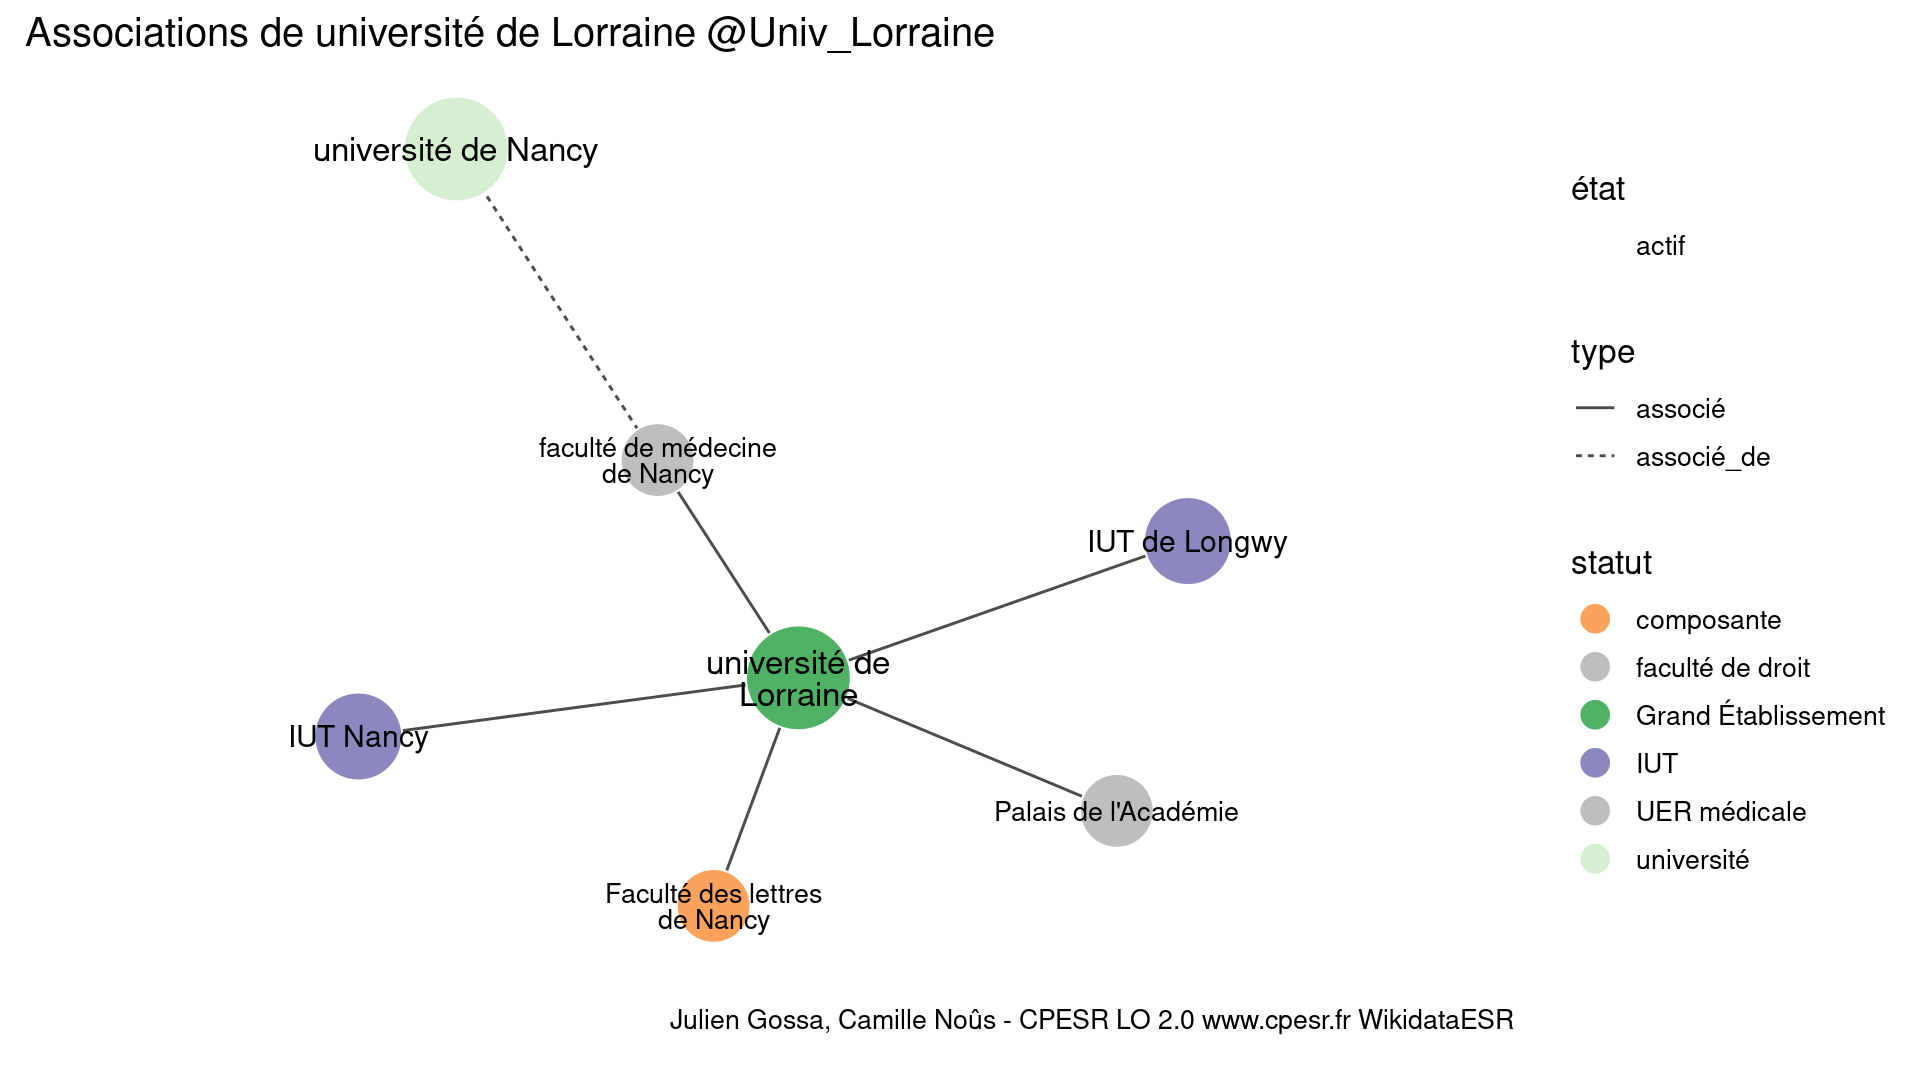 Associations de université de Lorraine @Univ_Lorraine
université de Nancy
faculté de médecine
de Nancy
IUT de Longwy
université de
Lorraine
IUT Nancy
Palais de l'Académie
Faculté des lettres
de Nancy
état
actif
type
associé
associé_de
statut
composante
faculté de droit
Grand Établissement
IUT
UER médicale
université
Julien Gossa, Camille Noûs - CPESR LO 2.0 www.cpesr.fr WikidataESR